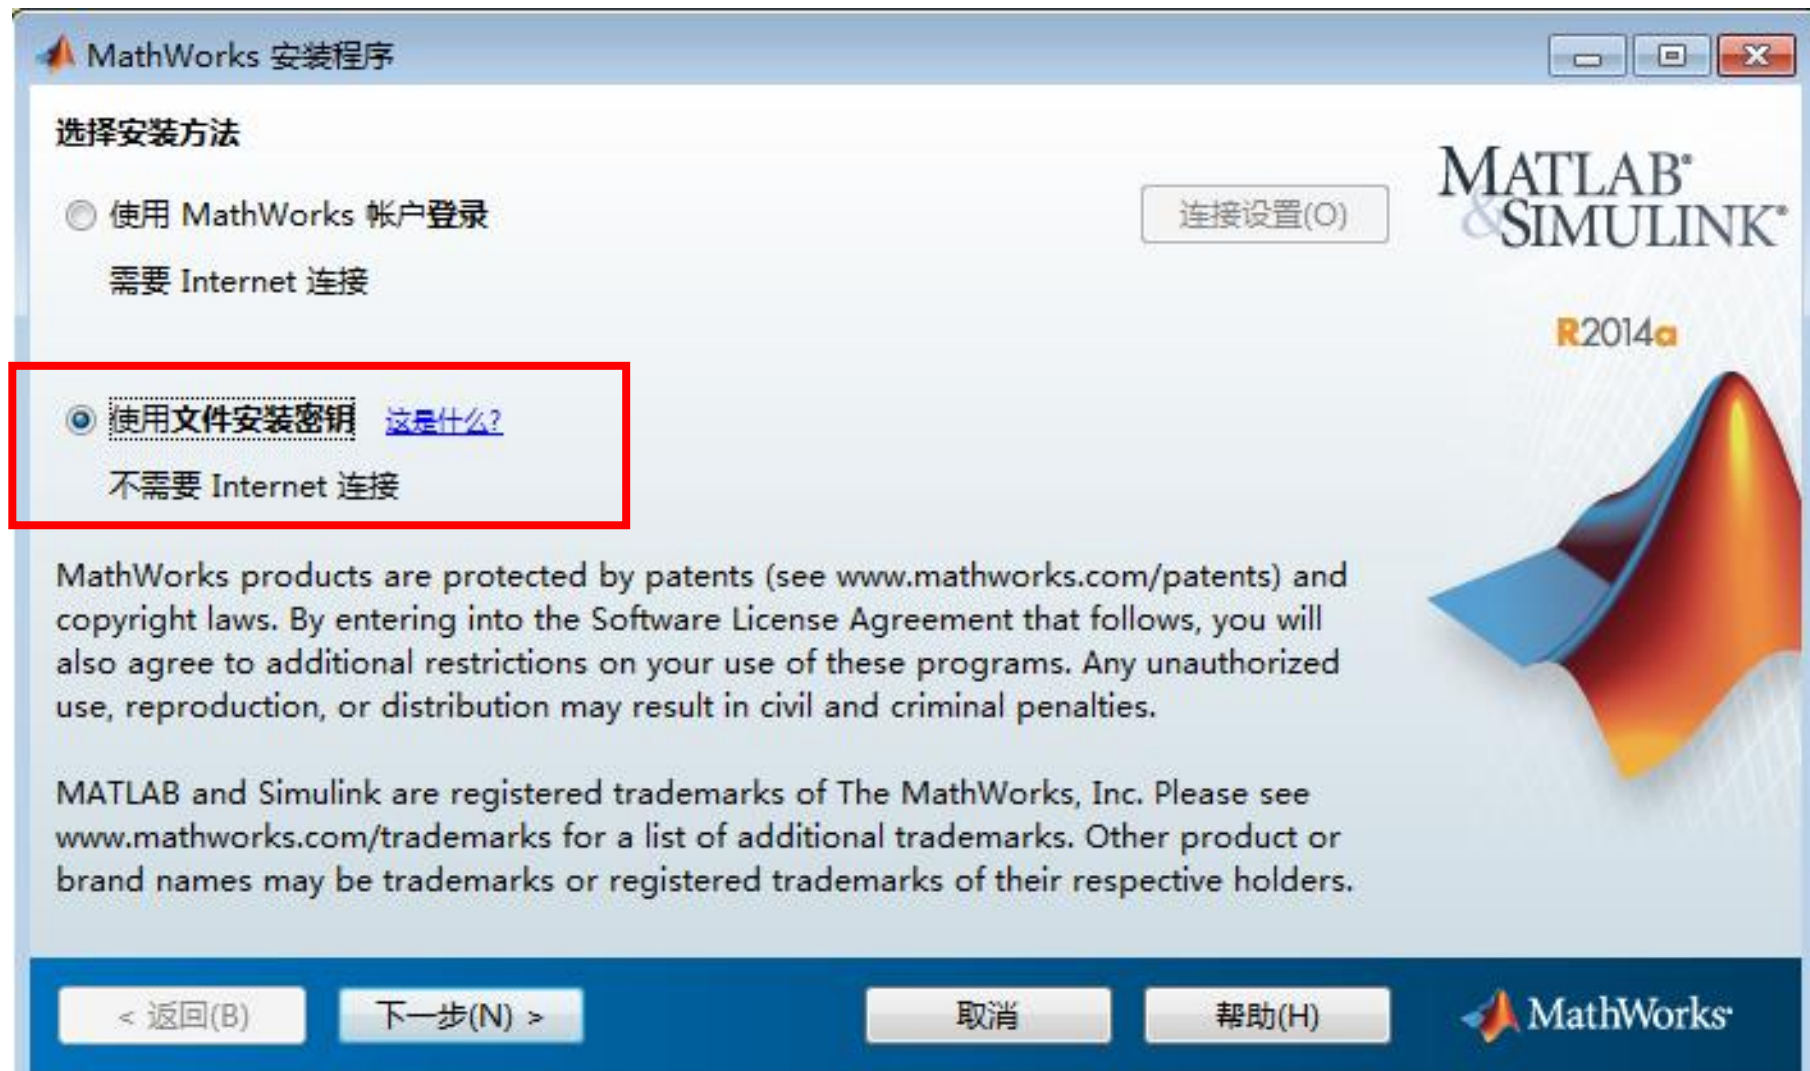 MathWorks 安装程序
选择安装方法
使用 MathWorks 帐户登录
连接设置(O)
需要 Internet 连接
MATLAB®
&SIMULINK®
R2014a
使用文件安装密钥 这是什么?
不需要 Internet 连接
MathWorks products are protected by patents (see www.mathworks.com/patents) and
copyright laws. By entering into the Software License Agreement that follows, you will
also agree to additional restrictions on your use of these programs. Any unauthorized
use, reproduction, or distribution may result in civil and criminal penalties.
MATLAB and Simulink are registered trademarks of The MathWorks, Inc. Please see
www.mathworks.com/trademarks for a list of additional trademarks. Other product or
brand names may be trademarks or registered trademarks of their respective holders.
< 返回(B) 下一步(N) > 取消 帮助(H) MathWorks®